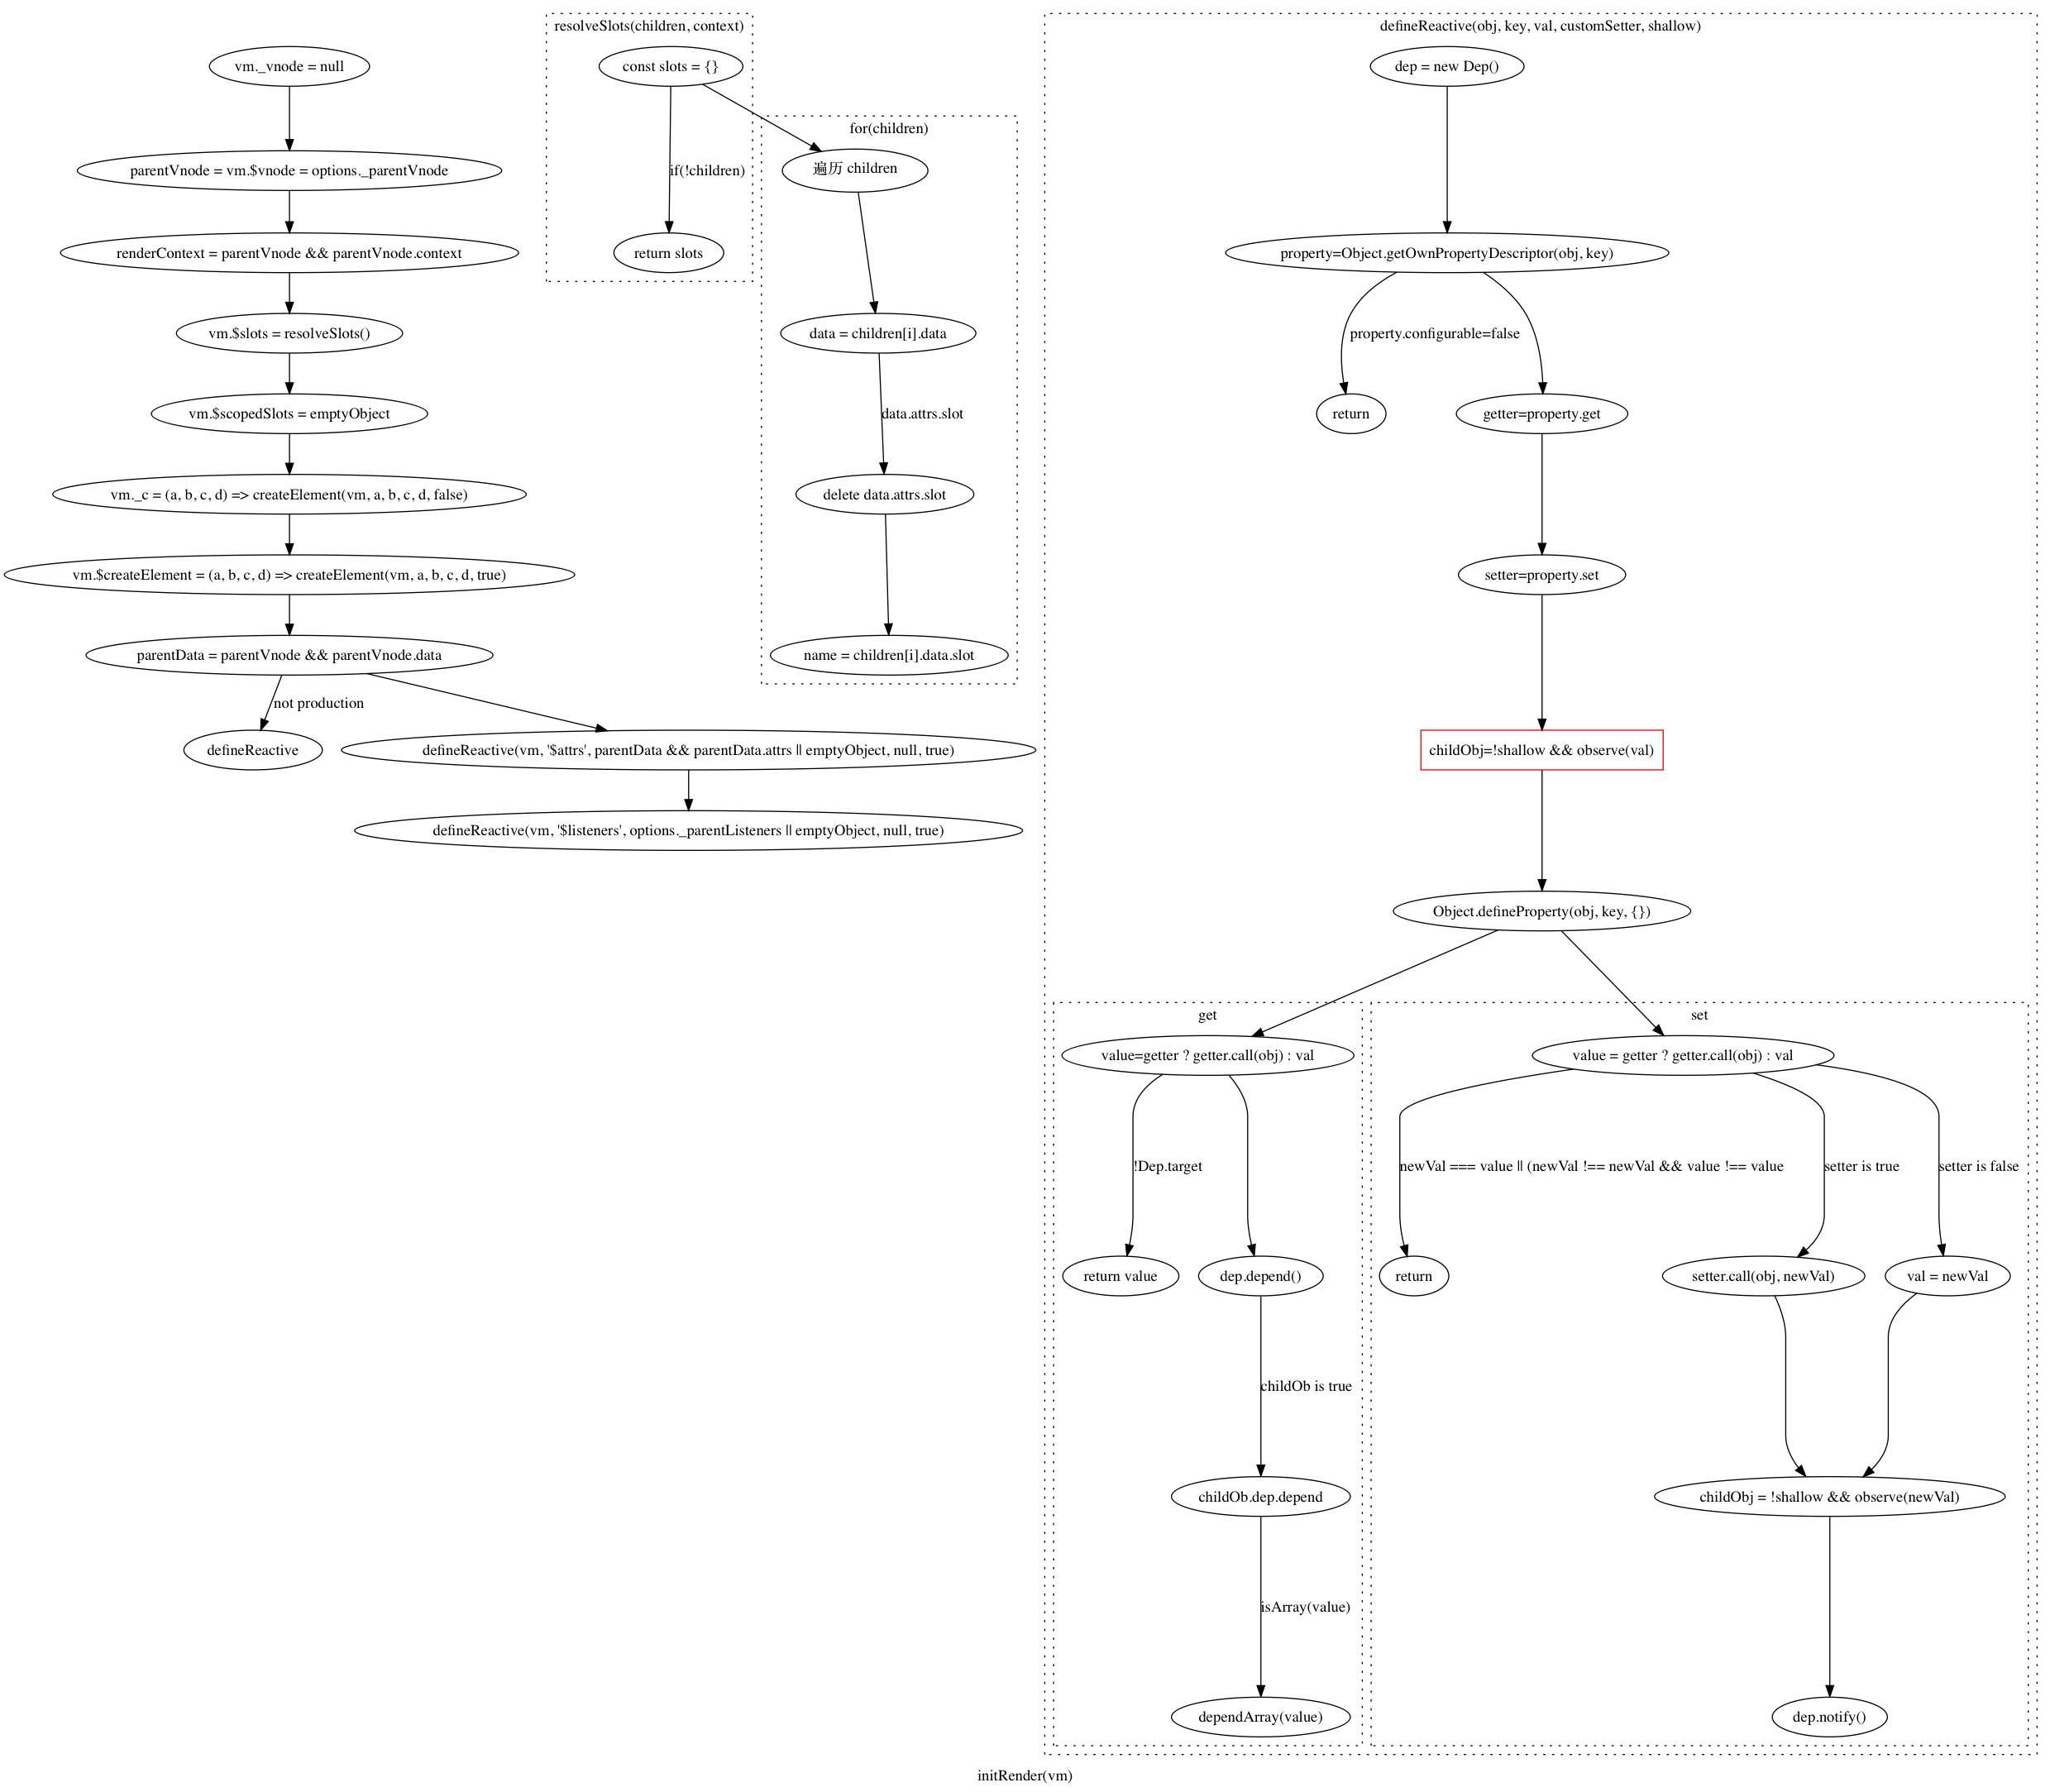 vm._vnode = null
parentVnode = vm.$vnode = options._parentVnode
renderContext = parentVnode && parentVnode.context
vm.$slots = resolveSlots()
vm.$scopedSlots = emptyObject
vm._c = (a, b, c, d) => createElement(vm, a, b, c, d, false)
vm.$createElement = (a, b, c, d) => createElement(vm, a, b, c, d, true)
parentData = parentVnode && parentVnode.data
not production
defineReactive
defineReactive(vm, '$attrs', parentData && parentData.attrs || emptyObject, null, true)
defineReactive(vm, '$listeners', options._parentListeners || emptyObject, null, true)
resolveSlots(children, context)
const slots = {}
if(!children)
return slots
for(children)
遍历 children
data = children[i].data
data.attrs.slot
delete data.attrs.slot
name = children[i].data.slot
defineReactive(obj, key, val, customSetter, shallow)
dep = new Dep()
property=Object.getOwnPropertyDescriptor(obj, key)
property.configurable=false
return
getter=property.get
setter=property.set
childObj=!shallow && observe(val)
Object.defineProperty(obj, key, {})
get
value=getter ? getter.call(obj) : val
!Dep.target
return value
dep.depend()
childOb is true
childOb.dep.depend
isArray(value)
dependArray(value)
set
value = getter ? getter.call(obj) : val
newVal === value || (newVal !== newVal && value !== value
setter is true
setter is false
return
setter.call(obj, newVal)
val = newVal
childObj = !shallow && observe(newVal)
dep.notify()
initRender(vm)